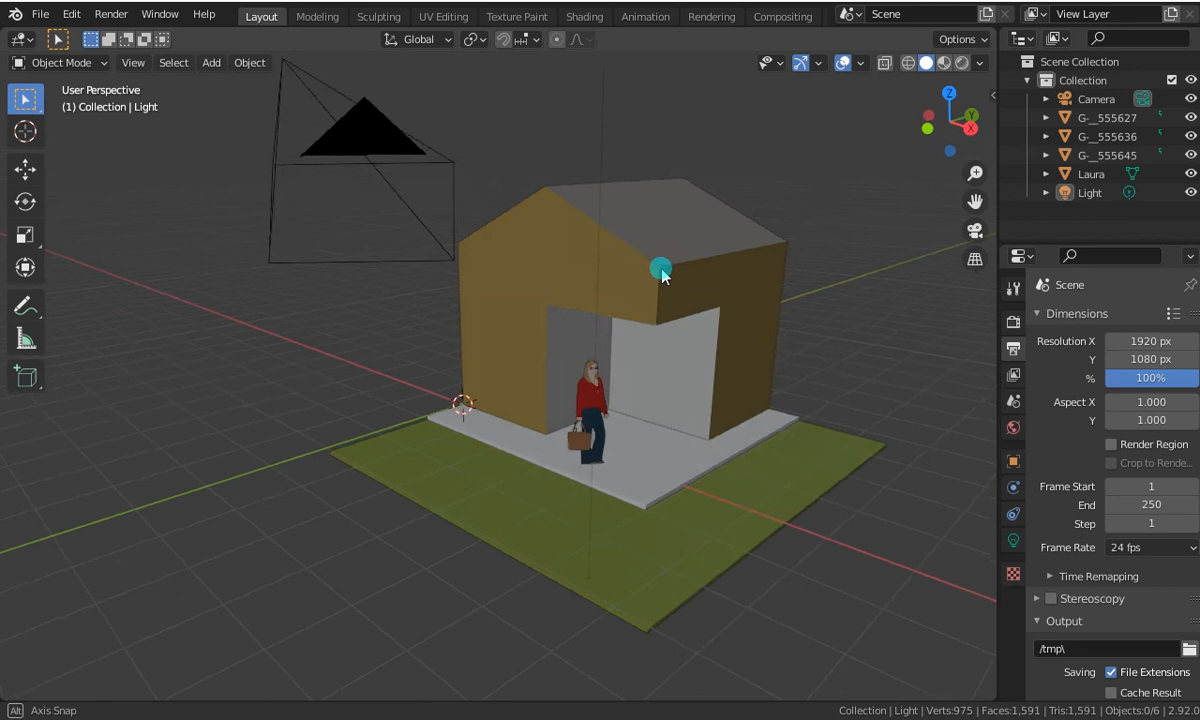 File Edit Render Window Help Layout Modeling Sculpting UV Editing Texture Paint Shading Animation Rendering Compositing Scene View Layer
Global Options
Object Mode View Select Add Object
User Perspective
(1) Collection | Light
Z
Y
X
Scene Collection
Collection
Camera
G-__555627
G-__555636
G-__555645
Laura
Light
Scene
Dimensions
Resolution X 1920 px
Y 1080 px
% 100%
Aspect X 1.000
Y 1.000
Render Region
Crop to Rende...
Frame Start 1
End 250
Step 1
Frame Rate 24 fps
Time Remapping
Stereoscopy
Output
/tmp\
Saving File Extensions
Cache Result
Alt Axis Snap
Collection | Light | Verts:975 | Faces:1,591 | Tris:1,591 | Objects:0/6 | 2.92.0